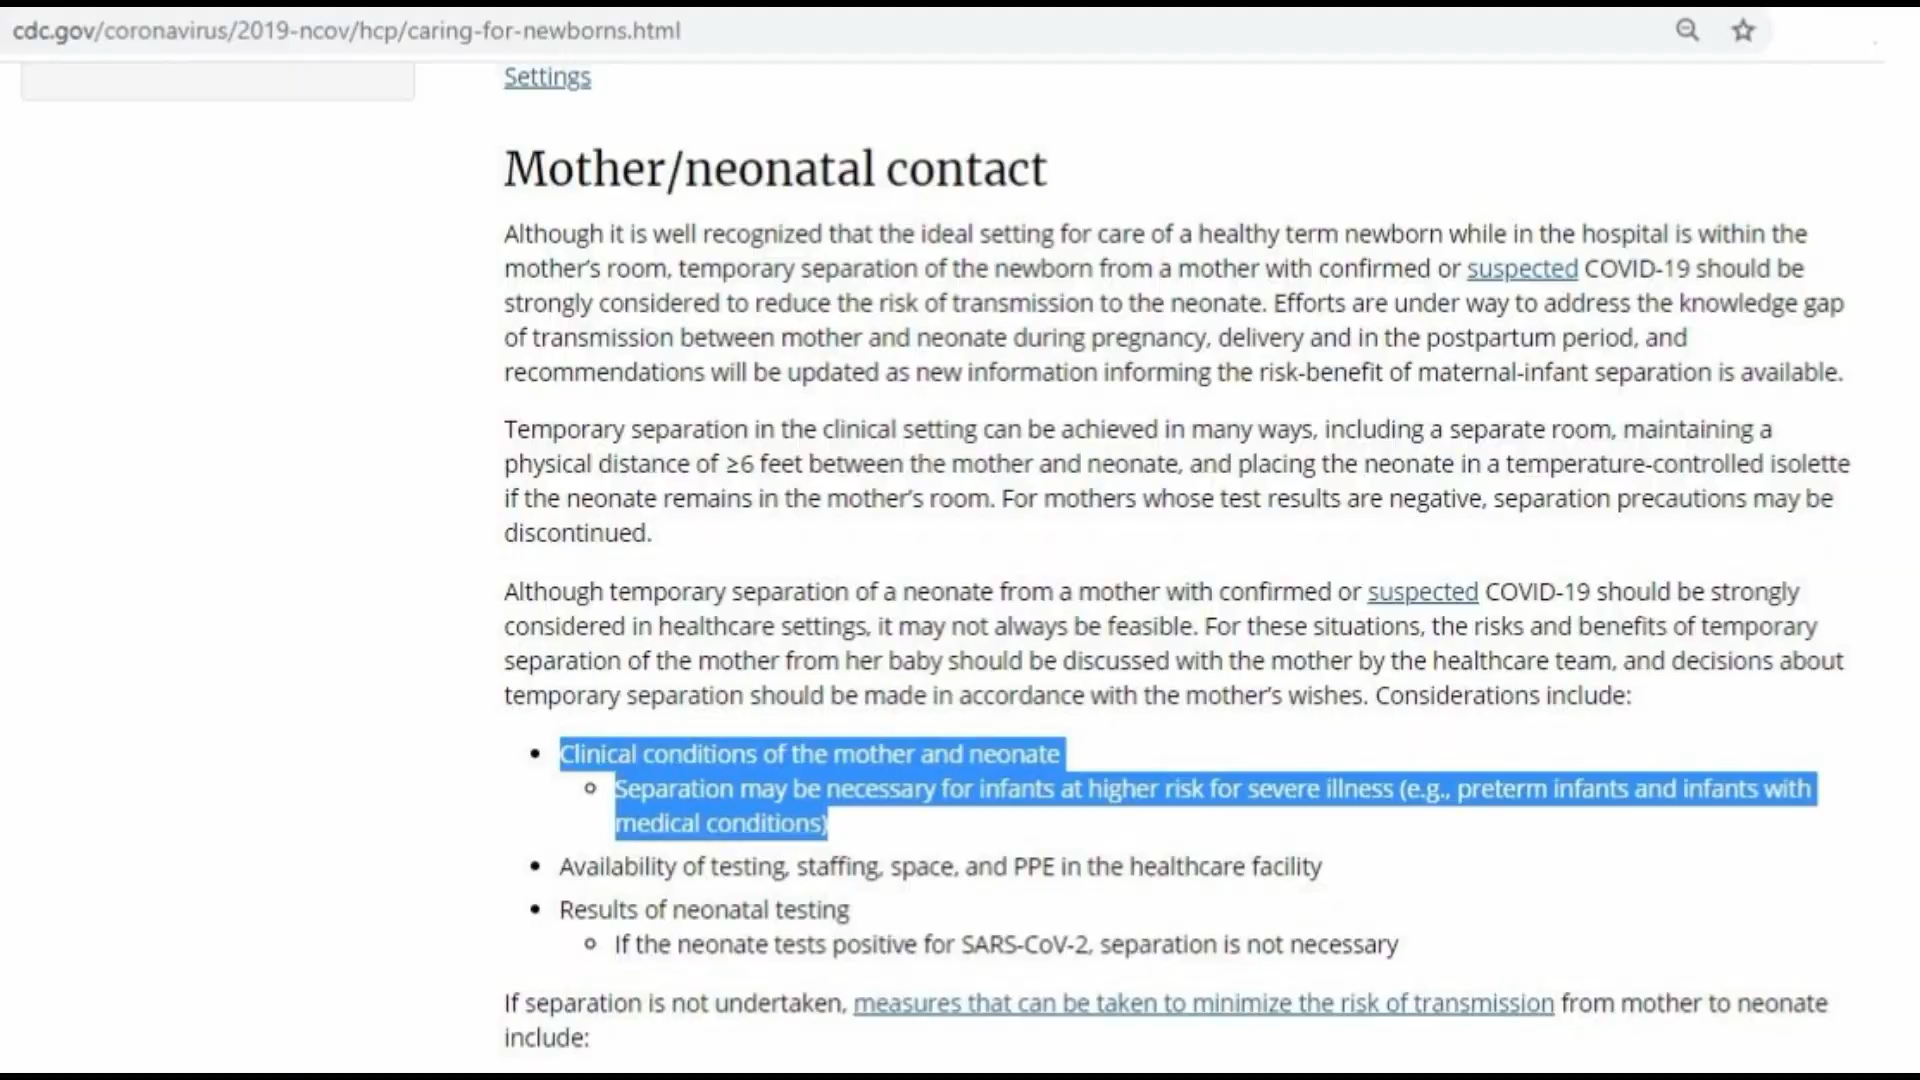 cdc.gov/coronavirus/2019-ncov/hcp/caring-for-newborns.html
Settings
Mother/neonatal contact
Although it is well recognized that the ideal setting for care of a healthy term newborn while in the hospital is within the
mother's room, temporary separation of the newborn from a mother with confirmed or suspected COVID-19 should be
strongly considered to reduce the risk of transmission to the neonate. Efforts are under way to address the knowledge gap
of transmission between mother and neonate during pregnancy, delivery and in the postpartum period, and
recommendations will be updated as new information informing the risk-benefit of maternal-infant separation is available.
Temporary separation in the clinical setting can be achieved in many ways, including a separate room, maintaining a
physical distance of ≥6 feet between the mother and neonate, and placing the neonate in a temperature-controlled isolette
if the neonate remains in the mother's room. For mothers whose test results are negative, separation precautions may be
discontinued.
Although temporary separation of a neonate from a mother with confirmed or suspected COVID-19 should be strongly
considered in healthcare settings, it may not always be feasible. For these situations, the risks and benefits of temporary
separation of the mother from her baby should be discussed with the mother by the healthcare team, and decisions about
temporary separation should be made in accordance with the mother's wishes. Considerations include:
• Clinical conditions of the mother and neonate
○ Separation may be necessary for infants at higher risk for severe illness (e.g., preterm infants and infants with
medical conditions)
• Availability of testing, staffing, space, and PPE in the healthcare facility
• Results of neonatal testing
○ If the neonate tests positive for SARS-CoV-2, separation is not necessary
If separation is not undertaken, measures that can be taken to minimize the risk of transmission from mother to neonate
include: